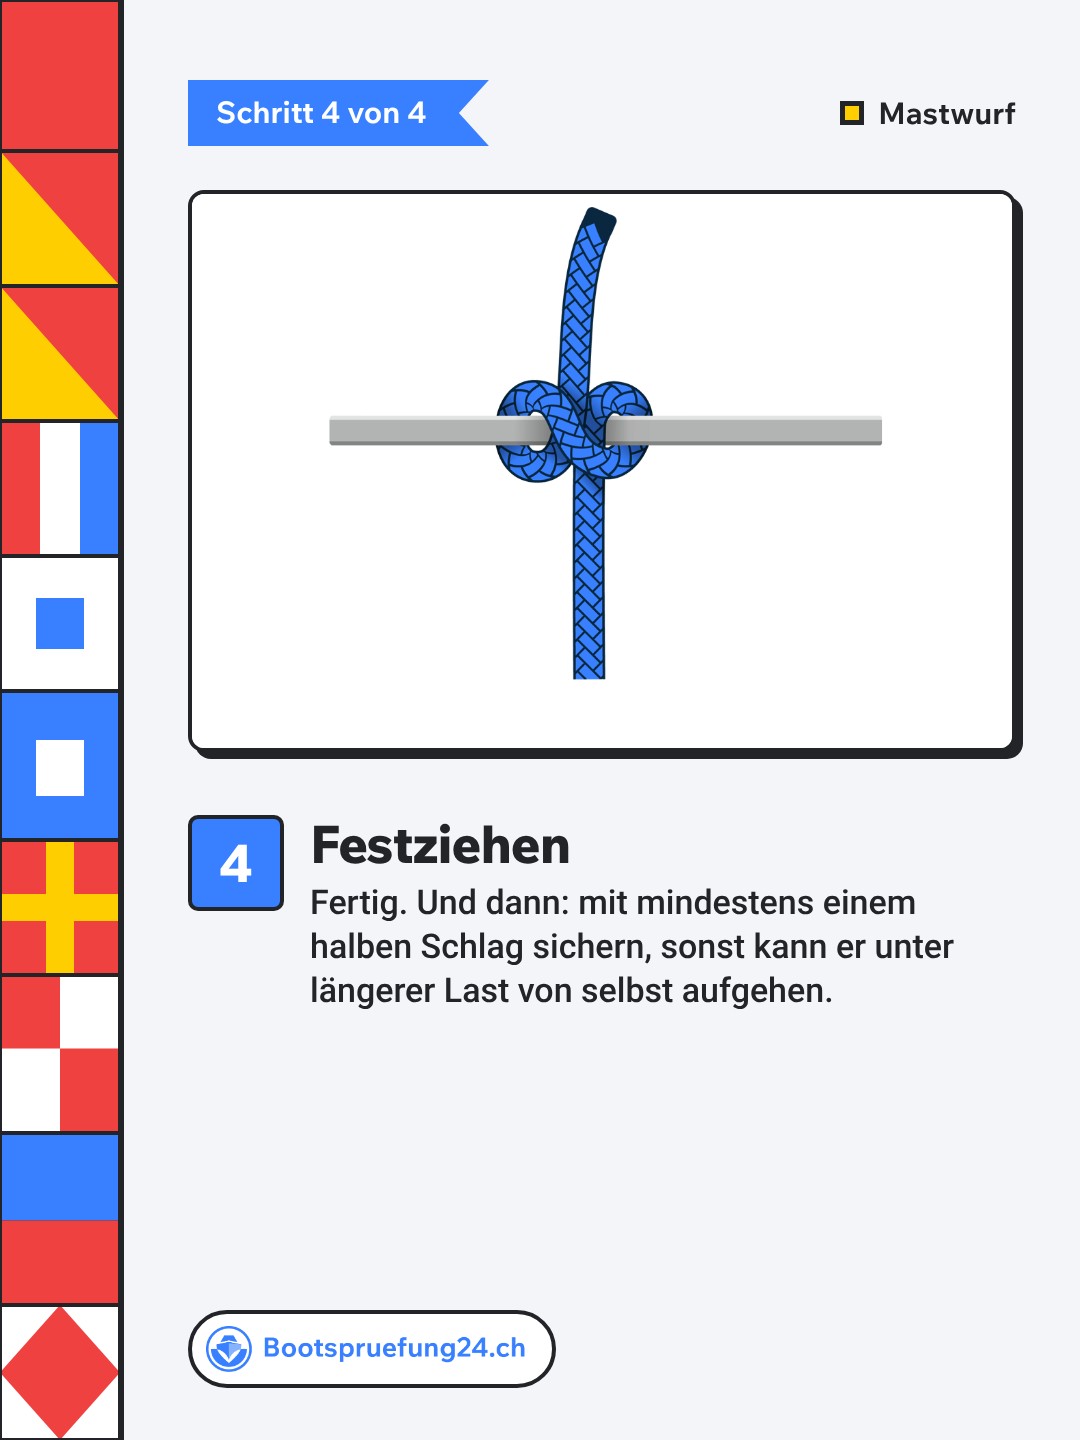 Schritt 4 von 4
Mastwurf
4
Festziehen
Fertig. Und dann: mit mindestens einem
halben Schlag sichern, sonst kann er unter
längerer Last von selbst aufgehen.
Bootspruefung24.ch